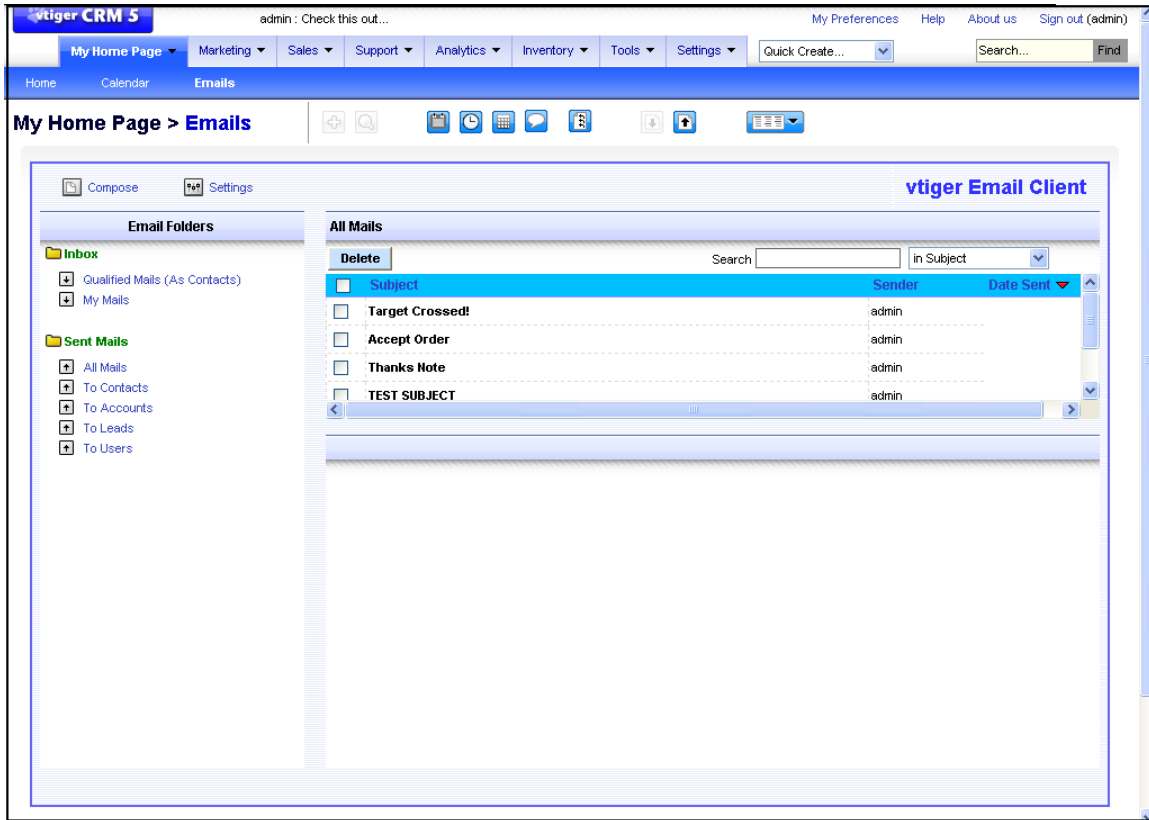 vtiger CRM 5
admin : Check this out...
My Preferences Help About us Sign out (admin)
My Home Page Marketing Sales Support Analytics Inventory Tools Settings Quick Create... Search... Find
Home Calendar Emails
My Home Page > Emails
Compose Settings
vtiger Email Client
Email Folders
Inbox
Qualified Mails (As Contacts)
My Mails
Sent Mails
All Mails
To Contacts
To Accounts
To Leads
To Users
All Mails
Delete Search in Subject
Subject Sender Date Sent
Target Crossed! admin
Accept Order admin
Thanks Note admin
TEST SUBJECT admin